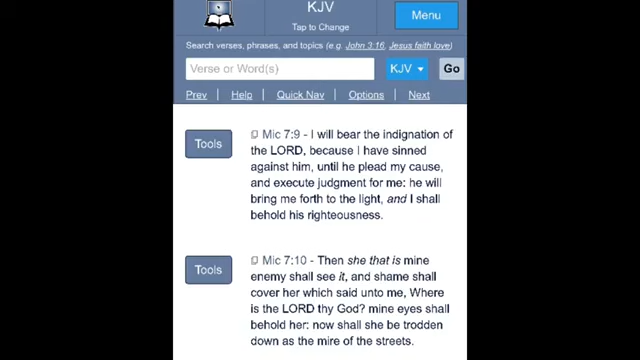 KJV
Tap to Change
Menu
Search verses, phrases, and topics (e.g. John 3:16, Jesus faith love)
Verse or Word(s)
KJV
Go
Prev | Help | Quick Nav | Options | Next
Tools
Mic 7:9 - I will bear the indignation of
the LORD, because I have sinned
against him, until he plead my cause,
and execute judgment for me: he will
bring me forth to the light, and I shall
behold his righteousness.
Tools
Mic 7:10 - Then she that is mine
enemy shall see it, and shame shall
cover her which said unto me, Where
is the LORD thy God? mine eyes shall
behold her: now shall she be trodden
down as the mire of the streets.